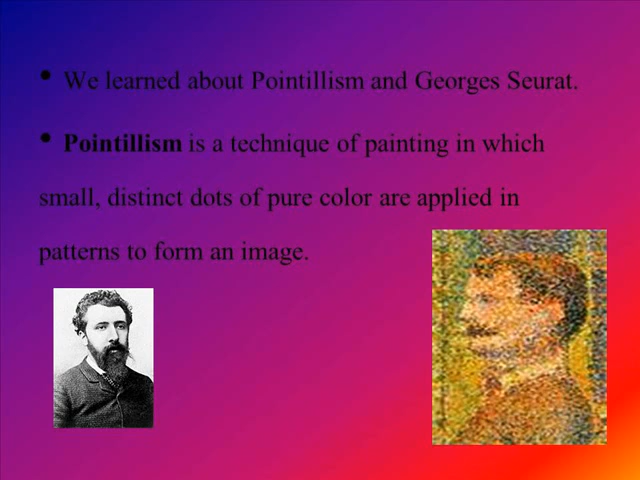 • We learned about Pointillism and Georges Seurat.
• Pointillism is a technique of painting in which
small, distinct dots of pure color are applied in
patterns to form an image.